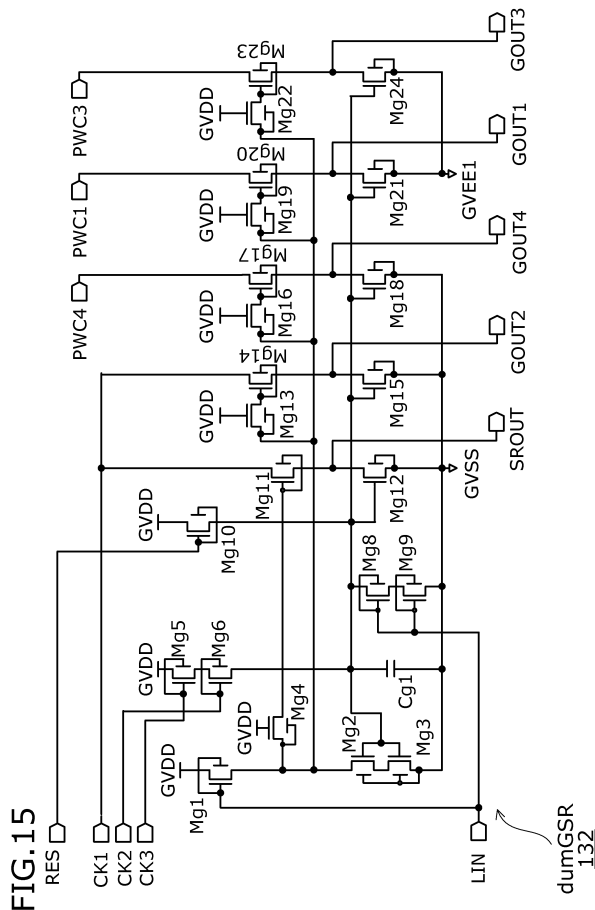 FIG.15
RES
CK1
CK2
CK3
LIN
dumGSR
132
GVDD
Mg1
Mg2
Mg3
GVDD
Mg4
GVDD
Mg5
Mg6
Cg1
Mg8
Mg9
GVDD
Mg10
Mg11
Mg12
SROUT
GVSS
GVDD
Mg13
Mg14
Mg15
GOUT2
PWC4
GVDD
Mg16
Mg17
Mg18
GOUT4
PWC1
GVDD
Mg19
Mg20
Mg21
GOUT1
GVEE1
PWC3
GVDD
Mg22
Mg23
Mg24
GOUT3